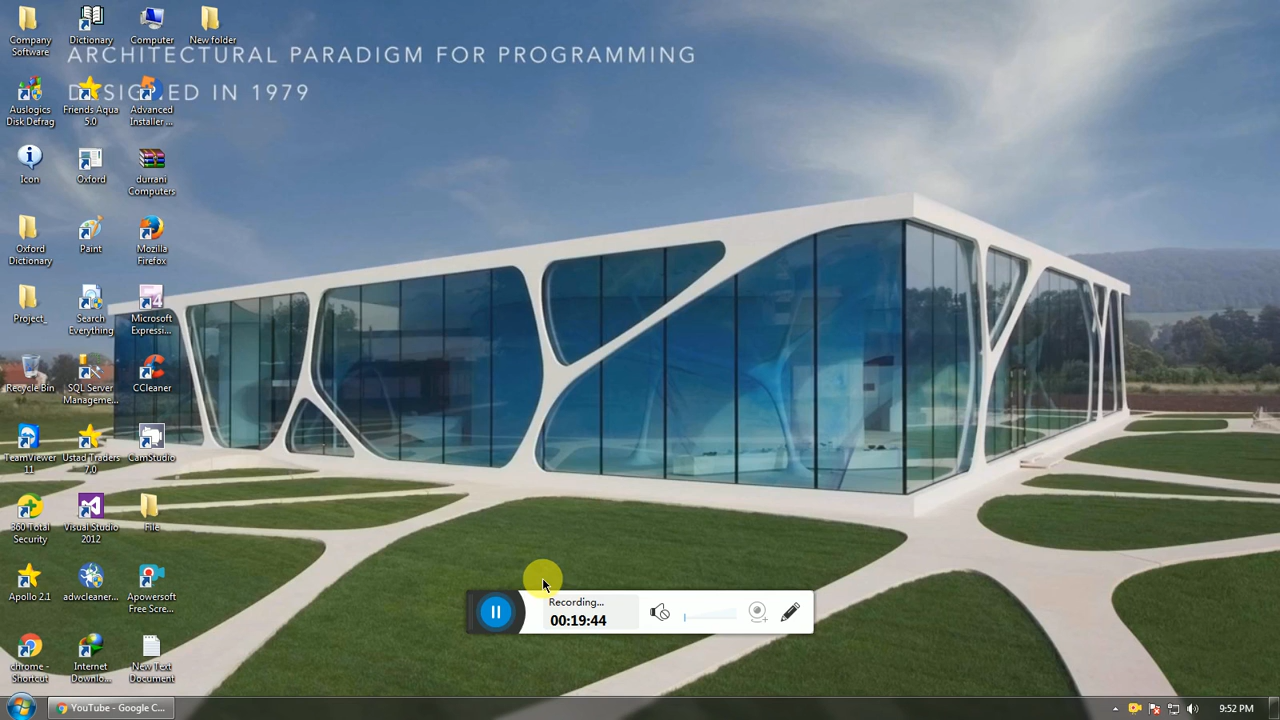 Company Software
Dictionary
Computer
New folder
ARCHITECTURAL PARADIGM FOR PROGRAMMING
DESIGNED IN 1979
Auslogics Disk Defrag
Friends Aqua 5.0
Advanced Installer ...
Icon
Oxford
durrani Computers
Oxford Dictionary
Paint
Mozilla Firefox
Project_
Search Everything
Microsoft Expressi...
Recycle Bin
SQL Server Manageme...
CCleaner
TeamViewer 11
Ustad Traders 7.0
CamStudio
360 Total Security
Visual Studio 2012
File
Apollo 2.1
adwcleaner...
Apowersoft Free Scre...
Recording...
00:19:44
chrome - Shortcut
Internet Downlo...
New Text Document
YouTube - Google C...
9:52 PM